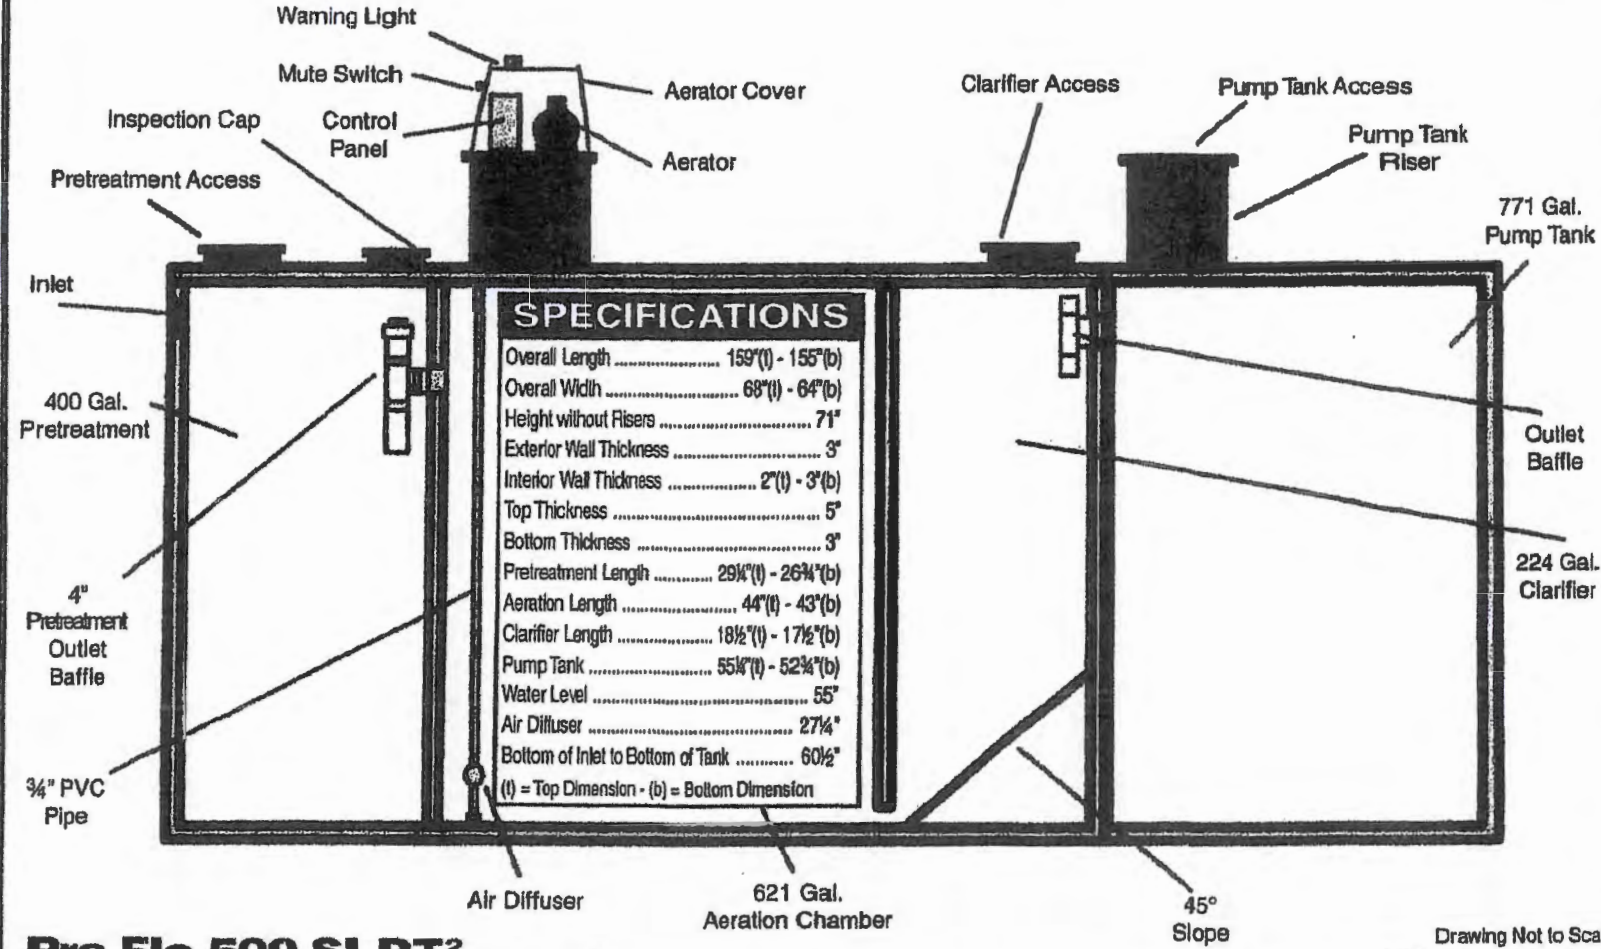 Warning Light
Mute Switch
Aerator Cover
Clarifier Access
Pump Tank Access
Inspection Cap
Control
Panel
Aerator
Pump Tank
Riser
Pretreatment Access
771 Gal.
Pump Tank
Inlet
SPECIFICATIONS
Overall Length .................... 159"(t) - 155"(b)
Overall Width ......................... 68"(t) - 64"(b)
Height without Risers ............................. 71"
Exterior Wall Thickness ............................ 3"
Interior Wall Thickness ................. 2"(t) - 3"(b)
Top Thickness ........................................ 5"
Bottom Thickness ................................... 3"
Pretreatment Length ........... 29¼"(t) - 26¾"(b)
Aeration Length ...................... 44"(t) - 43"(b)
Clarifier Length .................. 18½"(t) - 17½"(b)
Pump Tank ....................... 55¼"(t) - 52¾"(b)
Water Level ......................................... 55"
Air Diffuser ....................................... 27¼"
Bottom of Inlet to Bottom of Tank ........... 60½"
(t) = Top Dimension - (b) = Bottom Dimension
400 Gal.
Pretreatment
Outlet
Baffle
224 Gal.
Clarifier
4"
Pretreatment
Outlet
Baffle
¾" PVC
Pipe
Air Diffuser
621 Gal.
Aeration Chamber
45°
Slope
Drawing Not to Sca